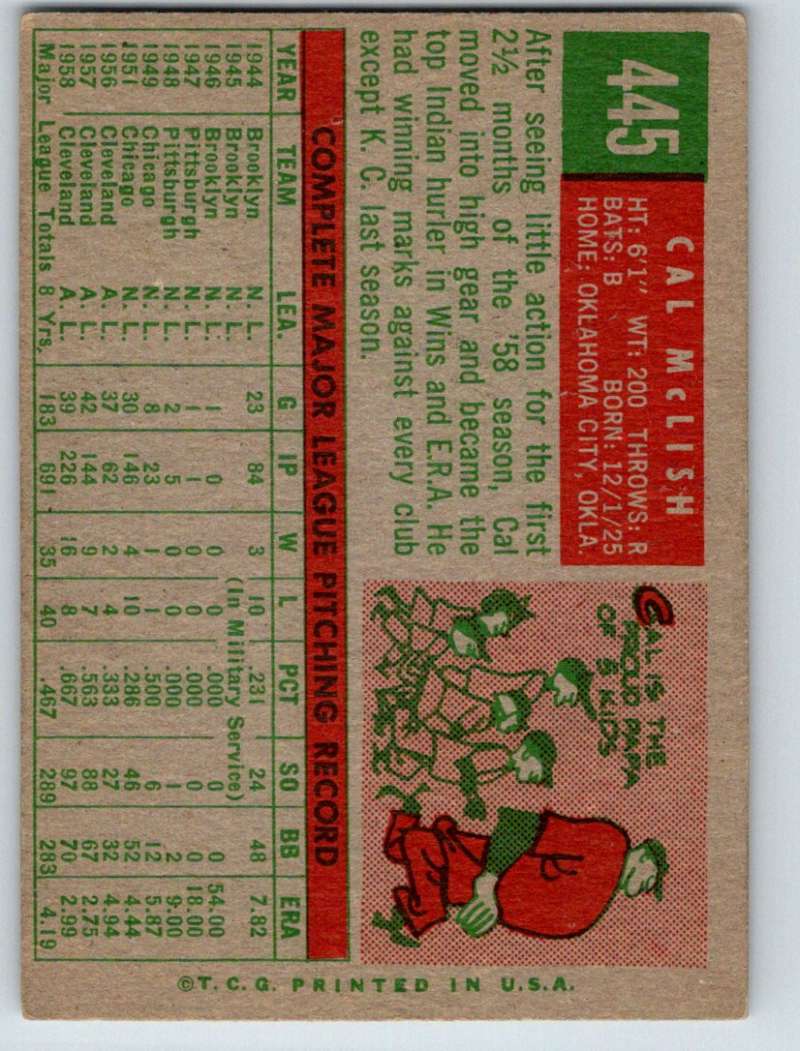 445
CAL McLISH
HT: 6'1" WT: 200 THROWS: R
BATS: B BORN: 12/1/25
HOME: OKLAHOMA CITY, OKLA.
After seeing little action for the first
2½ months of the '58 season, Cal
moved into high gear and became the
top Indian hurler in Wins and E.R.A. He
had winning marks against every club
except K. C. last season.
CAL IS THE
PROUD PAPA
OF 5 KIDS
COMPLETE MAJOR LEAGUE PITCHING RECORD
YEAR TEAM LEA. G IP W L PCT SO BB ERA
1944 Brooklyn N. L. 23 84 3 10 .231 24 48 7.82
1945 Brooklyn (In Military Service)
1946 Brooklyn N. L. 1 0 0 0 .000 0 0 54.00
1947 Pittsburgh N. L. 1 1 0 0 .000 0 0 18.00
1948 Pittsburgh N. L. 2 5 0 0 .000 1 2 9.00
1949 Chicago N. L. 8 23 1 1 .500 6 12 5.87
1951 Chicago N. L. 30 146 4 10 .286 46 52 4.44
1956 Cleveland A. L. 37 62 2 4 .333 27 32 4.94
1957 Cleveland A. L. 42 144 9 7 .563 88 67 2.75
1958 Cleveland A. L. 39 226 16 8 .667 97 70 2.99
Major League Totals 8 Yrs. 183 691 35 40 .467 289 283 4.19
©T. C. G. PRINTED IN U.S.A.